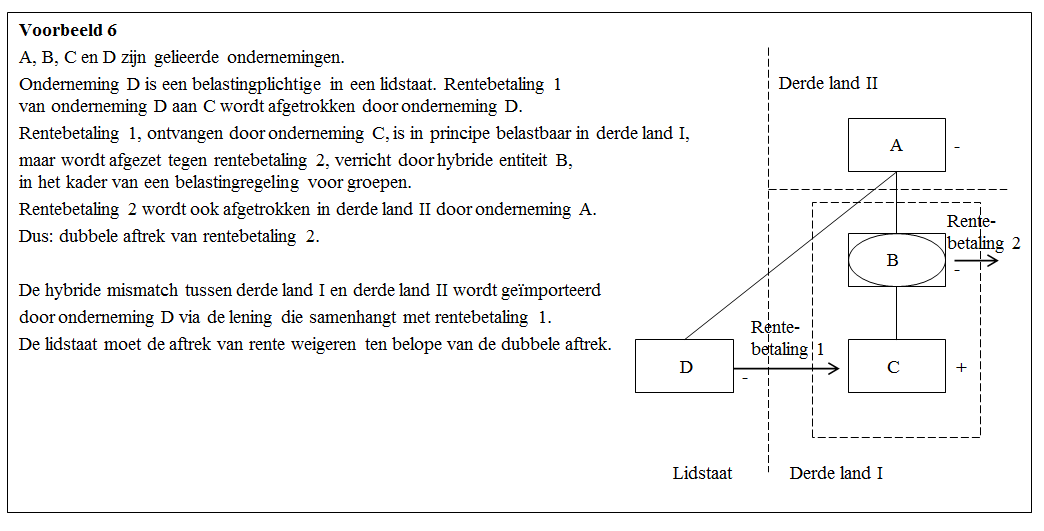 Voorbeeld 6
A, B, C en D zijn gelieerde ondernemingen.
Onderneming D is een belastingplichtige in een lidstaat. Rentebetaling 1
van onderneming D aan C wordt afgetrokken door onderneming D.
Rentebetaling 1, ontvangen door onderneming C, is in principe belastbaar in derde land I,
maar wordt afgezet tegen rentebetaling 2, verricht door hybride entiteit B,
in het kader van een belastingregeling voor groepen.
Rentebetaling 2 wordt ook afgetrokken in derde land II door onderneming A.
Dus: dubbele aftrek van rentebetaling 2.
De hybride mismatch tussen derde land I en derde land II wordt geïmporteerd
door onderneming D via de lening die samenhangt met rentebetaling 1.
De lidstaat moet de aftrek van rente weigeren ten belope van de dubbele aftrek.
Derde land II
A -
Rente-
betaling 2
B
-
Rente-
betaling 1
D
-
C +
Lidstaat
Derde land I